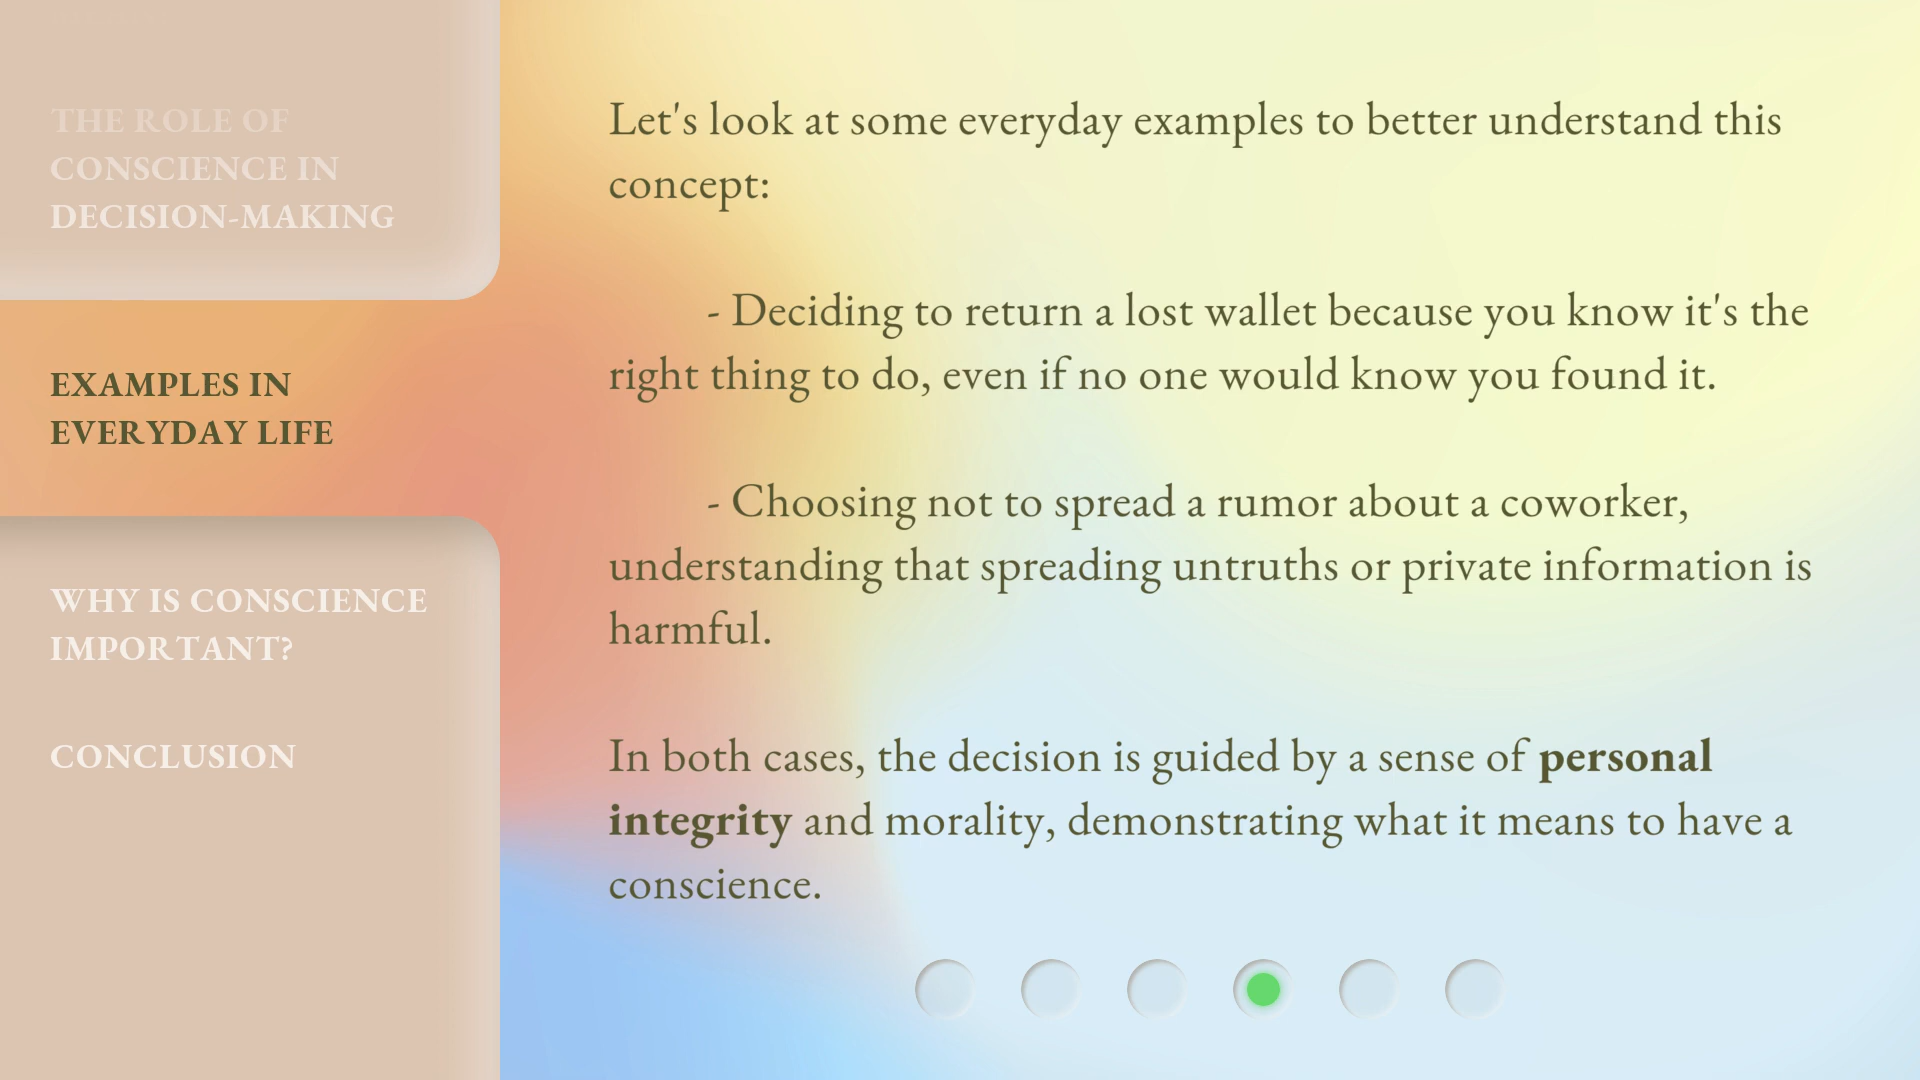 THE ROLE OF
CONSCIENCE IN
DECISION-MAKING
EXAMPLES IN
EVERYDAY LIFE
WHY IS CONSCIENCE
IMPORTANT?
CONCLUSION
Let's look at some everyday examples to better understand this
concept:
- Deciding to return a lost wallet because you know it's the
right thing to do, even if no one would know you found it.
- Choosing not to spread a rumor about a coworker,
understanding that spreading untruths or private information is
harmful.
In both cases, the decision is guided by a sense of personal
integrity and morality, demonstrating what it means to have a
conscience.